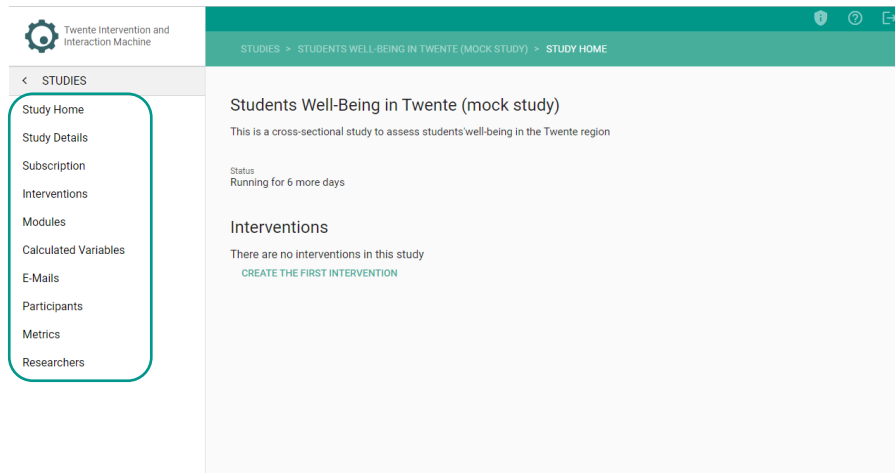 Twente Intervention and
Interaction Machine
STUDIES > STUDENTS WELL-BEING IN TWENTE (MOCK STUDY) > STUDY HOME
< STUDIES
Study Home
Study Details
Subscription
Interventions
Modules
Calculated Variables
E-Mails
Participants
Metrics
Researchers
Students Well-Being in Twente (mock study)
This is a cross-sectional study to assess students'well-being in the Twente region
Status
Running for 6 more days
Interventions
There are no interventions in this study
CREATE THE FIRST INTERVENTION